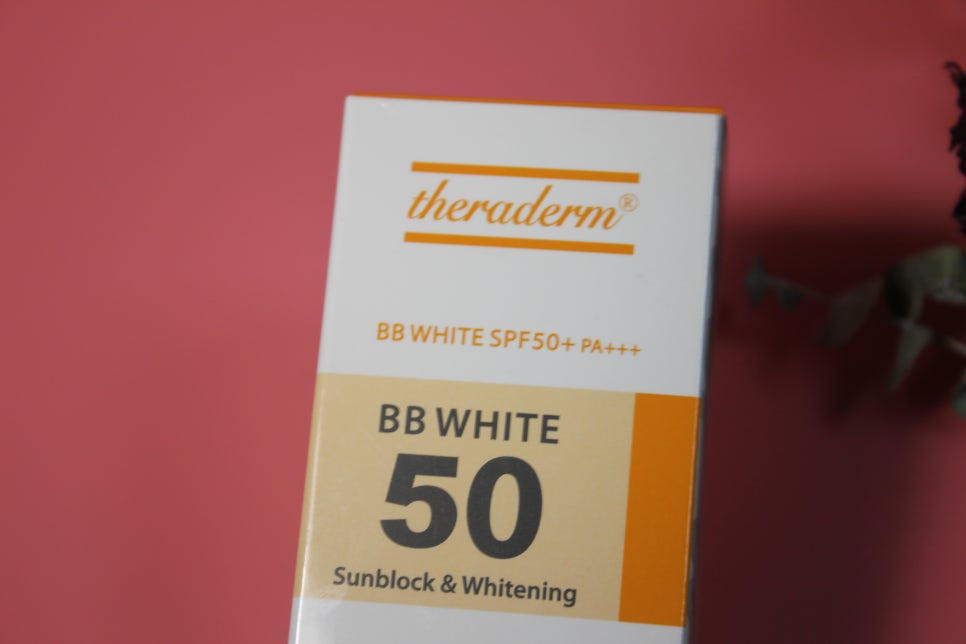 theraderm®
BB WHITE SPF50+ PA+++
BB WHITE
50
Sunblock & Whitening